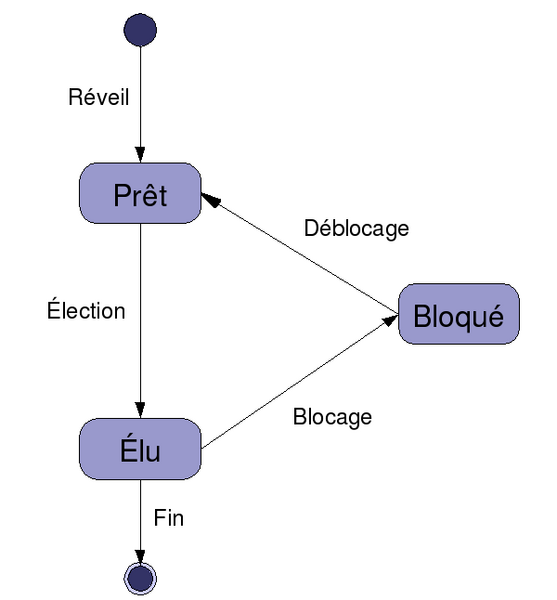 Réveil
Prêt
Déblocage
Élection
Bloqué
Blocage
Élu
Fin